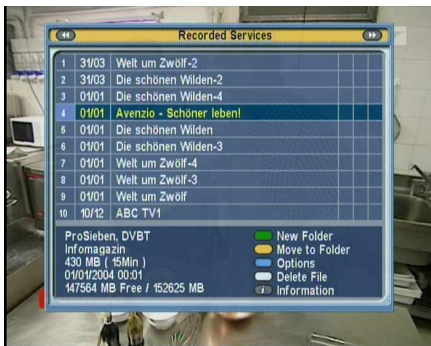 Recorded Services
1 31/03 Welt um Zwölf-2
2 31/03 Die schönen Wilden-2
3 01/01 Die schönen Wilden-4
4 01/01 Avenzio - Schöner leben!
5 01/01 Die schönen Wilden
6 01/01 Die schönen Wilden-3
7 01/01 Welt um Zwölf-4
8 01/01 Welt um Zwölf-3
9 01/01 Welt um Zwölf
10 10/12 ABC TV1
ProSieben, DVBT
Infomagazin
430 MB ( 15Min )
01/01/2004 00:01
147564 MB Free / 152625 MB
New Folder
Move to Folder
Options
Delete File
i Information